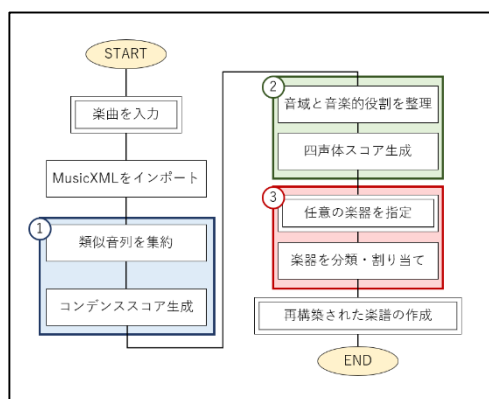 START
楽曲を入力
MusicXMLをインポート
1
類似音列を集約
コンデンススコア生成
2
音域と音楽的役割を整理
四声体スコア生成
3
任意の楽器を指定
楽器を分類・割り当て
再構築された楽譜の作成
END